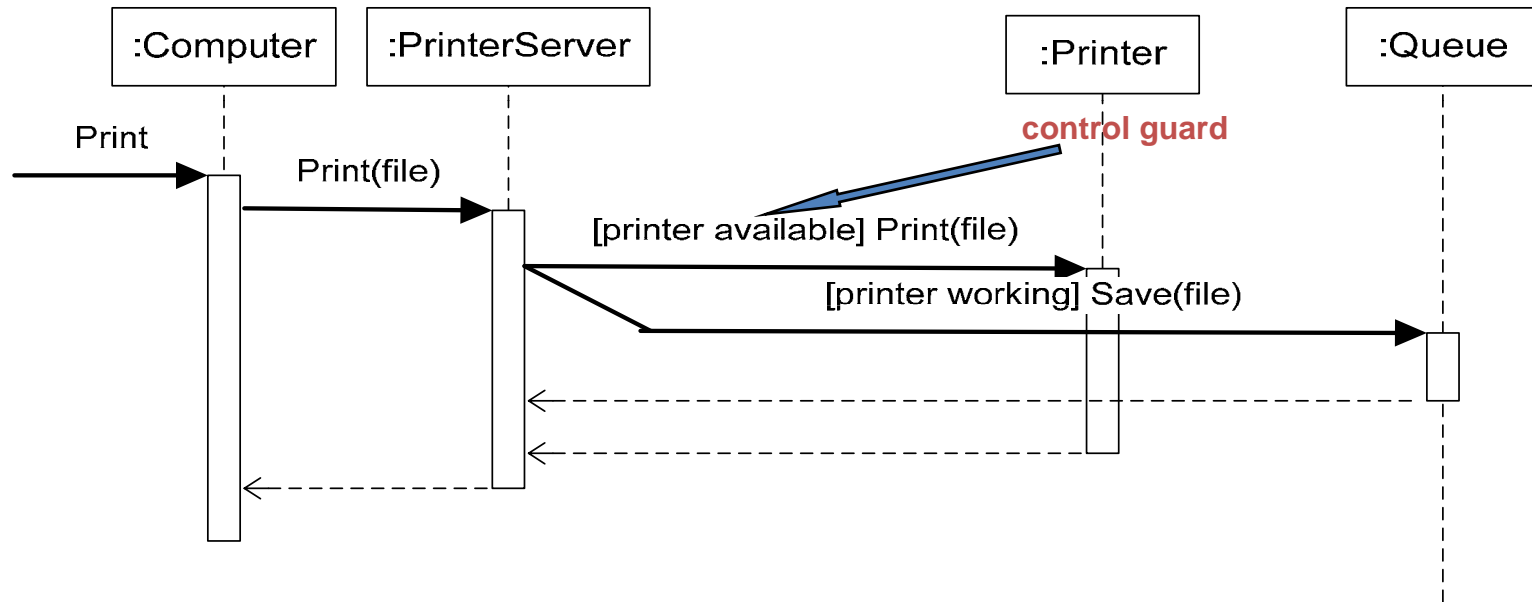 :Computer
:PrinterServer
:Printer
:Queue
control guard
Print
Print(file)
[printer available] Print(file)
[printer working] Save(file)